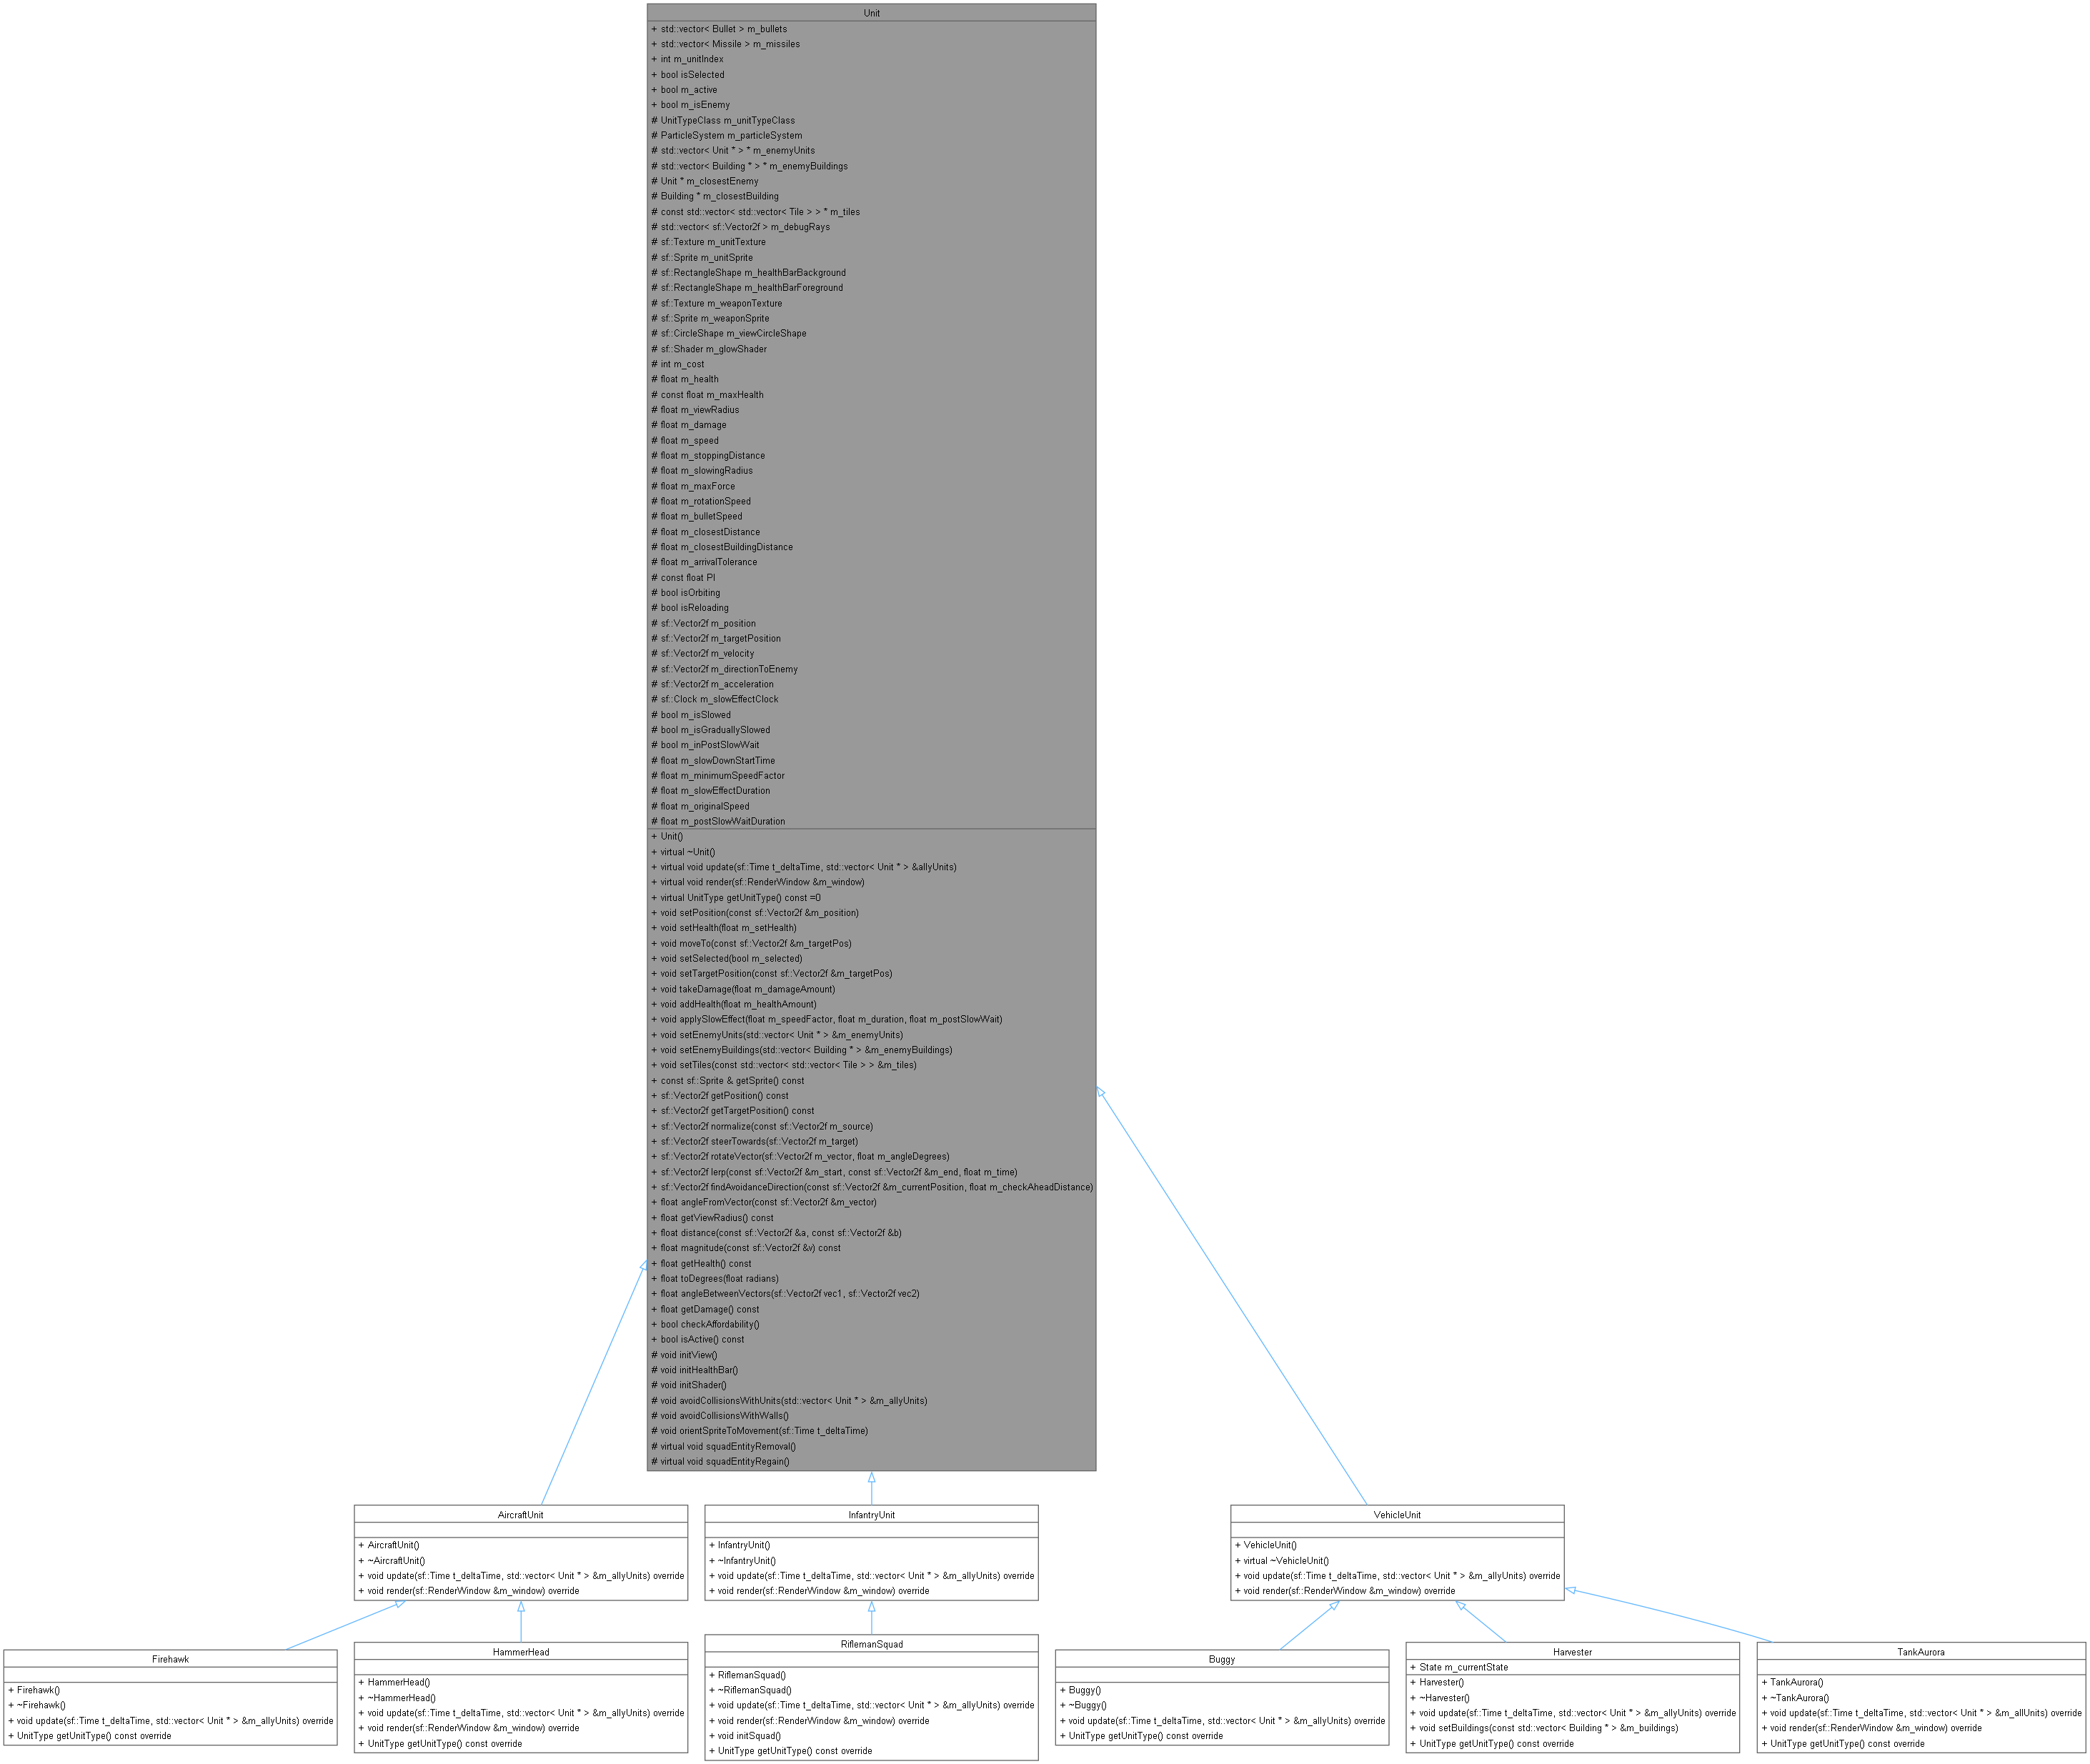 Unit
+ std::vector< Bullet > m_bullets
+ std::vector< Missile > m_missiles
+ int m_unitIndex
+ bool isSelected
+ bool m_active
+ bool m_isEnemy
# UnitTypeClass m_unitTypeClass
# ParticleSystem m_particleSystem
# std::vector< Unit * > * m_enemyUnits
# std::vector< Building * > * m_enemyBuildings
# Unit * m_closestEnemy
# Building * m_closestBuilding
# const std::vector< std::vector< Tile > > * m_tiles
# std::vector< sf::Vector2f > m_debugRays
# sf::Texture m_unitTexture
# sf::Sprite m_unitSprite
# sf::RectangleShape m_healthBarBackground
# sf::RectangleShape m_healthBarForeground
# sf::Texture m_weaponTexture
# sf::Sprite m_weaponSprite
# sf::CircleShape m_viewCircleShape
# sf::Shader m_glowShader
# int m_cost
# float m_health
# const float m_maxHealth
# float m_viewRadius
# float m_damage
# float m_speed
# float m_stoppingDistance
# float m_slowingRadius
# float m_maxForce
# float m_rotationSpeed
# float m_bulletSpeed
# float m_closestDistance
# float m_closestBuildingDistance
# float m_arrivalTolerance
# const float PI
# bool isOrbiting
# bool isReloading
# sf::Vector2f m_position
# sf::Vector2f m_targetPosition
# sf::Vector2f m_velocity
# sf::Vector2f m_directionToEnemy
# sf::Vector2f m_acceleration
# sf::Clock m_slowEffectClock
# bool m_isSlowed
# bool m_isGraduallySlowed
# bool m_inPostSlowWait
# float m_slowDownStartTime
# float m_minimumSpeedFactor
# float m_slowEffectDuration
# float m_originalSpeed
# float m_postSlowWaitDuration
+ Unit()
+ virtual ~Unit()
+ virtual void update(sf::Time t_deltaTime, std::vector< Unit * > &allyUnits)
+ virtual void render(sf::RenderWindow &m_window)
+ virtual UnitType getUnitType() const =0
+ void setPosition(const sf::Vector2f &m_position)
+ void setHealth(float m_setHealth)
+ void moveTo(const sf::Vector2f &m_targetPos)
+ void setSelected(bool m_selected)
+ void setTargetPosition(const sf::Vector2f &m_targetPos)
+ void takeDamage(float m_damageAmount)
+ void addHealth(float m_healthAmount)
+ void applySlowEffect(float m_speedFactor, float m_duration, float m_postSlowWait)
+ void setEnemyUnits(std::vector< Unit * > &m_enemyUnits)
+ void setEnemyBuildings(std::vector< Building * > &m_enemyBuildings)
+ void setTiles(const std::vector< std::vector< Tile > > &m_tiles)
+ const sf::Sprite & getSprite() const
+ sf::Vector2f getPosition() const
+ sf::Vector2f getTargetPosition() const
+ sf::Vector2f normalize(const sf::Vector2f m_source)
+ sf::Vector2f steerTowards(sf::Vector2f m_target)
+ sf::Vector2f rotateVector(sf::Vector2f m_vector, float m_angleDegrees)
+ sf::Vector2f lerp(const sf::Vector2f &m_start, const sf::Vector2f &m_end, float m_time)
+ sf::Vector2f findAvoidanceDirection(const sf::Vector2f &m_currentPosition, float m_checkAheadDistance)
+ float angleFromVector(const sf::Vector2f &m_vector)
+ float getViewRadius() const
+ float distance(const sf::Vector2f &a, const sf::Vector2f &b)
+ float magnitude(const sf::Vector2f &v) const
+ float getHealth() const
+ float toDegrees(float radians)
+ float angleBetweenVectors(sf::Vector2f vec1, sf::Vector2f vec2)
+ float getDamage() const
+ bool checkAffordability()
+ bool isActive() const
# void initView()
# void initHealthBar()
# void initShader()
# void avoidCollisionsWithUnits(std::vector< Unit * > &m_allyUnits)
# void avoidCollisionsWithWalls()
# void orientSpriteToMovement(sf::Time t_deltaTime)
# virtual void squadEntityRemoval()
# virtual void squadEntityRegain()
AircraftUnit
+ AircraftUnit()
+ ~AircraftUnit()
+ void update(sf::Time t_deltaTime, std::vector< Unit * > &m_allyUnits) override
+ void render(sf::RenderWindow &m_window) override
InfantryUnit
+ InfantryUnit()
+ ~InfantryUnit()
+ void update(sf::Time t_deltaTime, std::vector< Unit * > &m_allyUnits) override
+ void render(sf::RenderWindow &m_window) override
VehicleUnit
+ VehicleUnit()
+ virtual ~VehicleUnit()
+ void update(sf::Time t_deltaTime, std::vector< Unit * > &m_allyUnits) override
+ void render(sf::RenderWindow &m_window) override
Firehawk
+ Firehawk()
+ ~Firehawk()
+ void update(sf::Time t_deltaTime, std::vector< Unit * > &m_allyUnits) override
+ UnitType getUnitType() const override
HammerHead
+ HammerHead()
+ ~HammerHead()
+ void update(sf::Time t_deltaTime, std::vector< Unit * > &m_allyUnits) override
+ void render(sf::RenderWindow &m_window) override
+ UnitType getUnitType() const override
RiflemanSquad
+ RiflemanSquad()
+ ~RiflemanSquad()
+ void update(sf::Time t_deltaTime, std::vector< Unit * > &m_allyUnits) override
+ void render(sf::RenderWindow &m_window) override
+ void initSquad()
+ UnitType getUnitType() const override
Buggy
+ Buggy()
+ ~Buggy()
+ void update(sf::Time t_deltaTime, std::vector< Unit * > &m_allyUnits) override
+ UnitType getUnitType() const override
Harvester
+ State m_currentState
+ Harvester()
+ ~Harvester()
+ void update(sf::Time t_deltaTime, std::vector< Unit * > &m_allyUnits) override
+ void setBuildings(const std::vector< Building * > &m_buildings)
+ UnitType getUnitType() const override
TankAurora
+ TankAurora()
+ ~TankAurora()
+ void update(sf::Time t_deltaTime, std::vector< Unit * > &m_allUnits) override
+ void render(sf::RenderWindow &m_window) override
+ UnitType getUnitType() const override